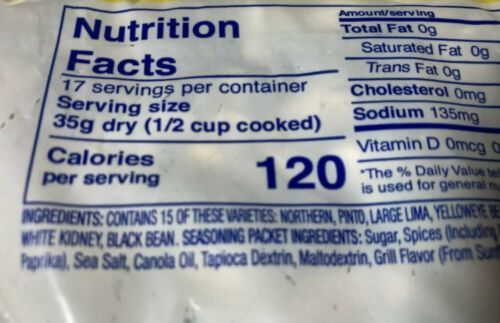 Nutrition
Facts
17 servings per container
Serving size
35g dry (1/2 cup cooked)
Calories
per serving
120
Amount/serving
Total Fat 0g
Saturated Fat 0g
Trans Fat 0g
Cholesterol 0mg
Sodium 135mg
Vitamin D 0mcg 0
*The % Daily Value
is used for general
INGREDIENTS: CONTAINS 15 OF THESE VARIETIES: NORTHERN, PINTO, LARGE LIMA, YELLOWEYE
WHITE KIDNEY, BLACK BEAN. SEASONING PACKET INGREDIENTS: Sugar, Spices (Including
Paprika), Sea Salt, Canola Oil, Tapioca Dextrin, Maltodextrin, Grill Flavor (From